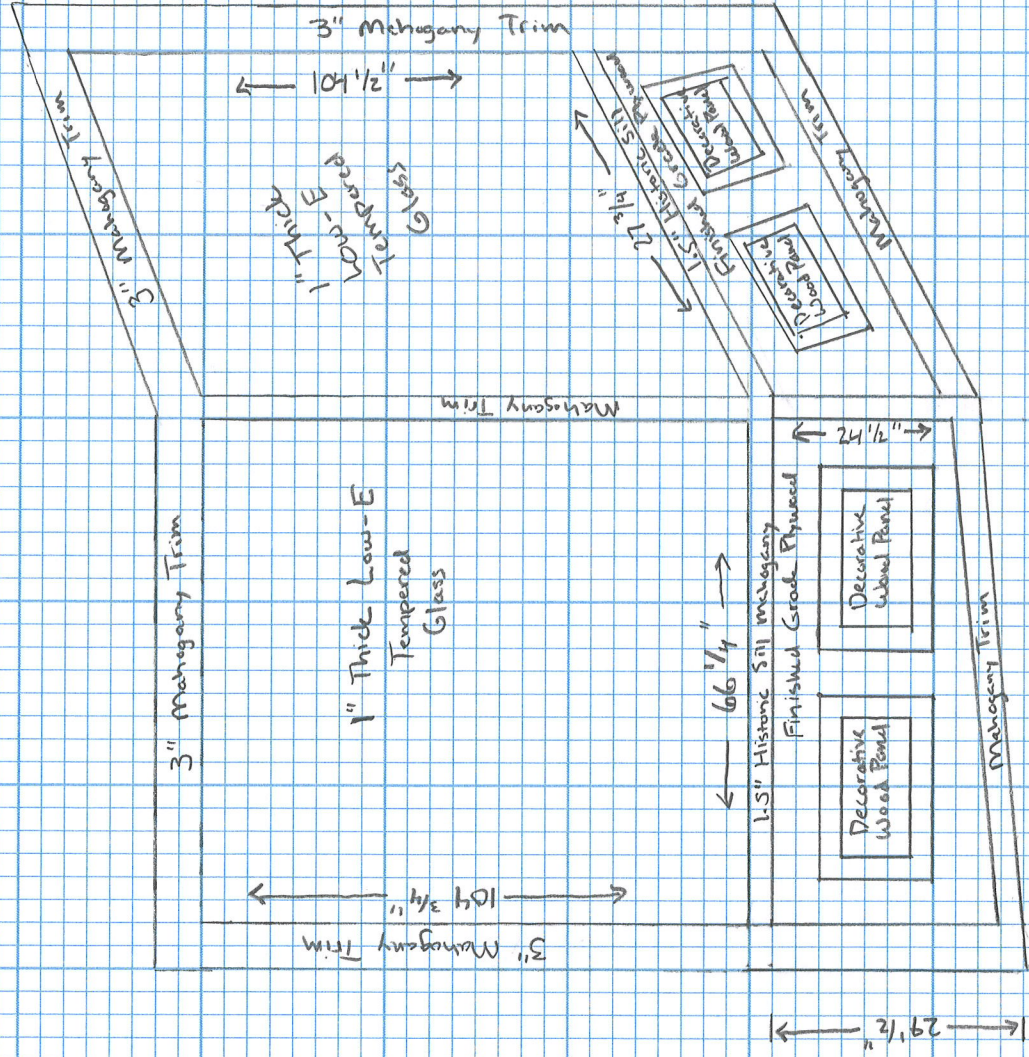 3" Mahogany Trim
3" Mahogany Trim
104 1/2"
1" Thick
Low-E
Tempered
Glass
27 3/4"
1.5" Historic Sill
Finished Grade Plywood
Decorative
Wood Panel
Decorative
Wood Panel
Mahogany Trim
Mahogany Trim
3" Mahogany Trim
1" Thick Low-E
Tempered
Glass
104 3/4"
3" Mahogany Trim
66 1/4"
1.5" Historic Sill mahogany
Finished Grade Plywood
24 1/2"
Decorative
Wood Panel
Decorative
Wood Panel
Mahogany Trim
29 1/2"